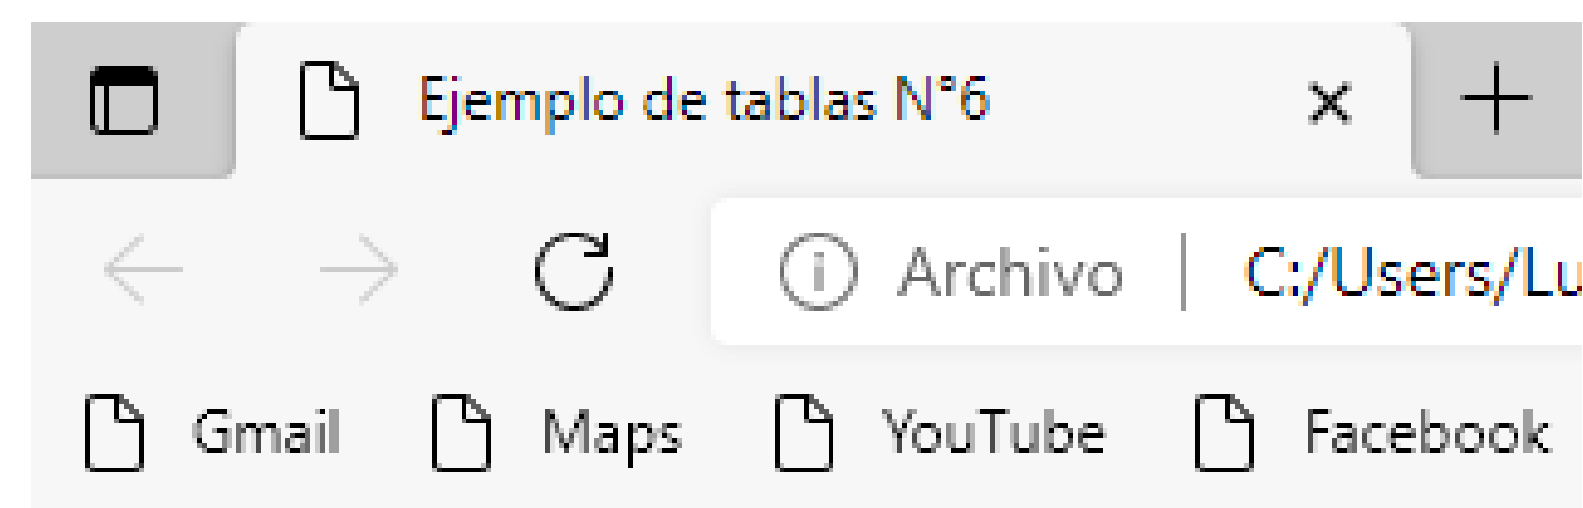 Ejemplo de tablas N°6
Archivo | C:/Users/Lu
Gmail Maps YouTube Facebook